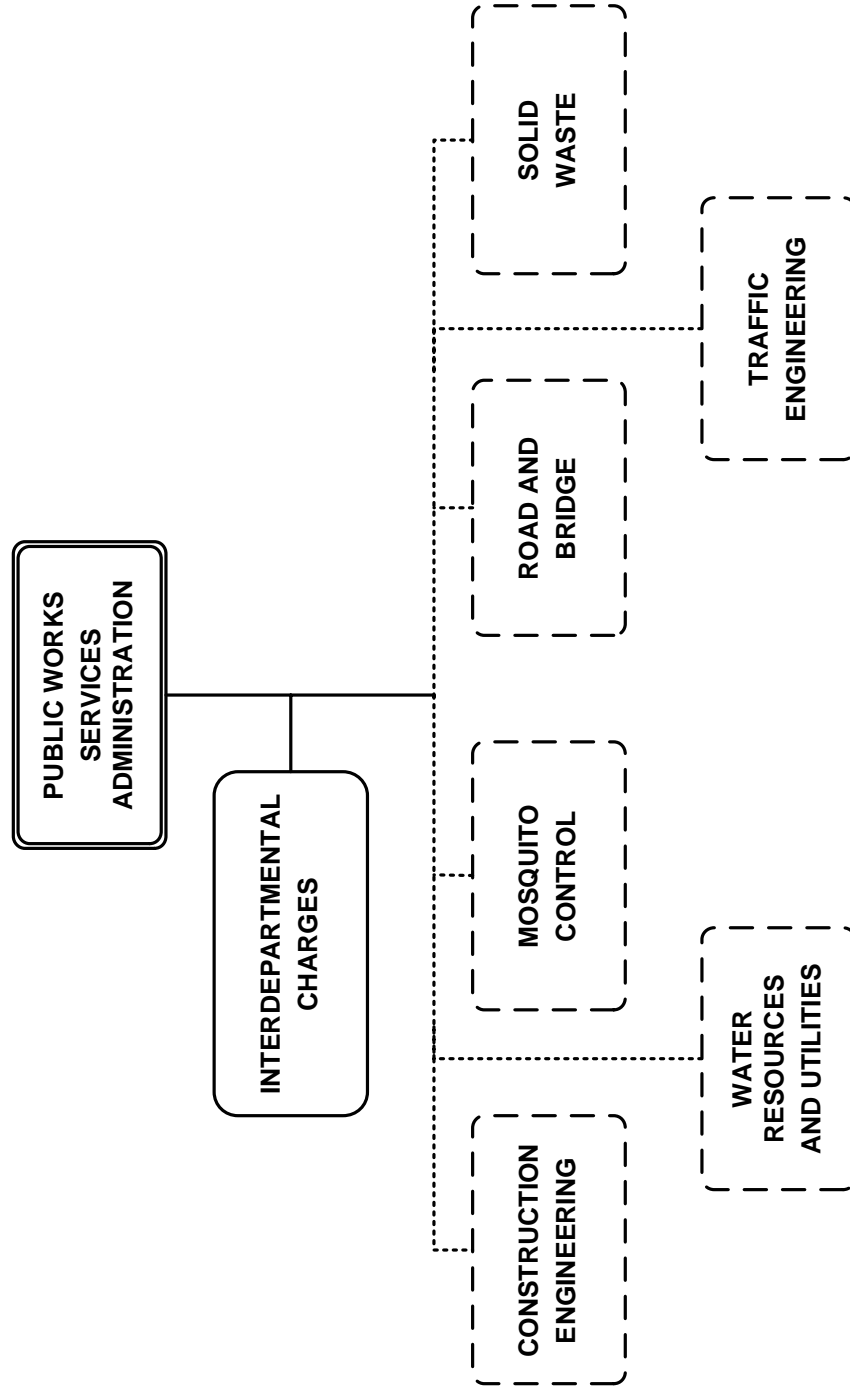 PUBLIC WORKS
SERVICES
ADMINISTRATION
INTERDEPARTMENTAL
CHARGES
CONSTRUCTION
ENGINEERING
MOSQUITO
CONTROL
ROAD AND
BRIDGE
SOLID
WASTE
WATER
RESOURCES
AND UTILITIES
TRAFFIC
ENGINEERING